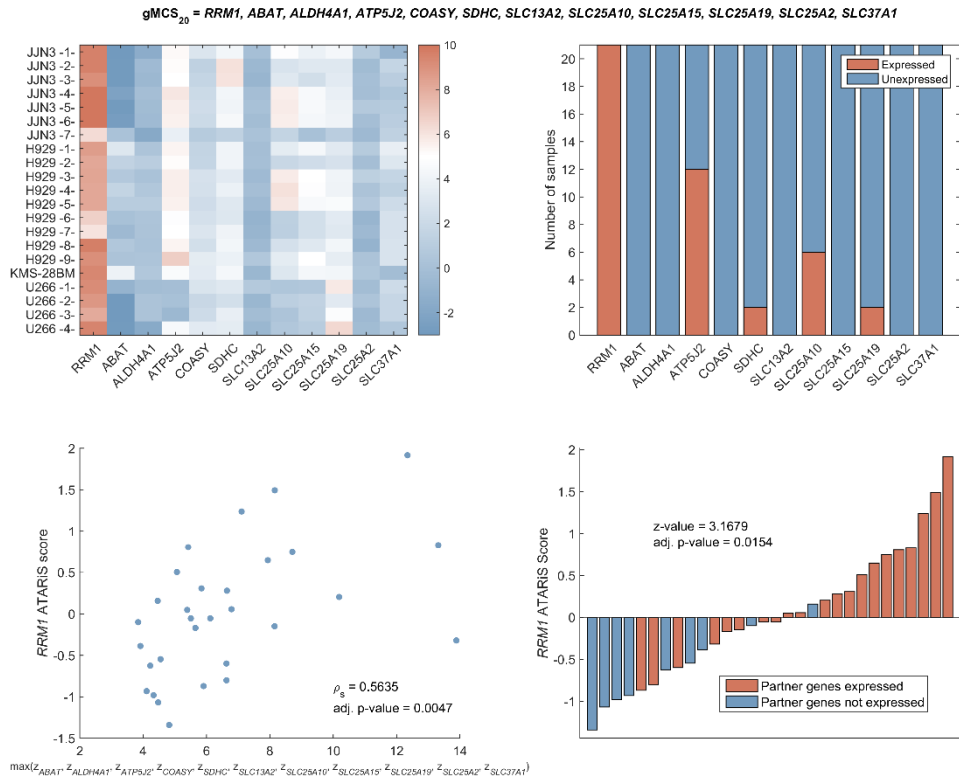 gMCS20 = RRM1, ABAT, ALDH4A1, ATP5J2, COASY, SDHC, SLC13A2, SLC25A10, SLC25A15, SLC25A19, SLC25A2, SLC37A1
JJN3 -1-
JJN3 -2-
JJN3 -3-
JJN3 -4-
JJN3 -5-
JJN3 -6-
JJN3 -7-
H929 -1-
H929 -2-
H929 -3-
H929 -4-
H929 -5-
H929 -6-
H929 -7-
H929 -8-
H929 -9-
KMS-28BM
U266 -1-
U266 -2-
U266 -3-
U266 -4-
RRM1
ABAT
ALDH4A1
ATP5J2
COASY
SDHC
SLC13A2
SLC25A10
SLC25A15
SLC25A19
SLC25A2
SLC37A1
10
8
6
4
2
0
-2
Number of samples
20
18
16
14
12
10
8
6
4
2
0
Expressed
Unexpressed
RRM1
ABAT
ALDH4A1
ATP5J2
COASY
SDHC
SLC13A2
SLC25A10
SLC25A15
SLC25A19
SLC25A2
SLC37A1
RRM1 ATARiS score
2
1.5
1
0.5
0
-0.5
-1
-1.5
ρs = 0.5635
adj. p-value = 0.0047
2
4
6
8
10
12
14
max(zABAT, zALDH4A1, zATP5J2, zCOASY, zSDHC, zSLC13A2, zSLC25A10, zSLC25A15, zSLC25A19, zSLC25A2, zSLC37A1)
RRM1 ATARiS Score
2
1.5
1
0.5
0
-0.5
-1
z-value = 3.1679
adj. p-value = 0.0154
Partner genes expressed
Partner genes not expressed